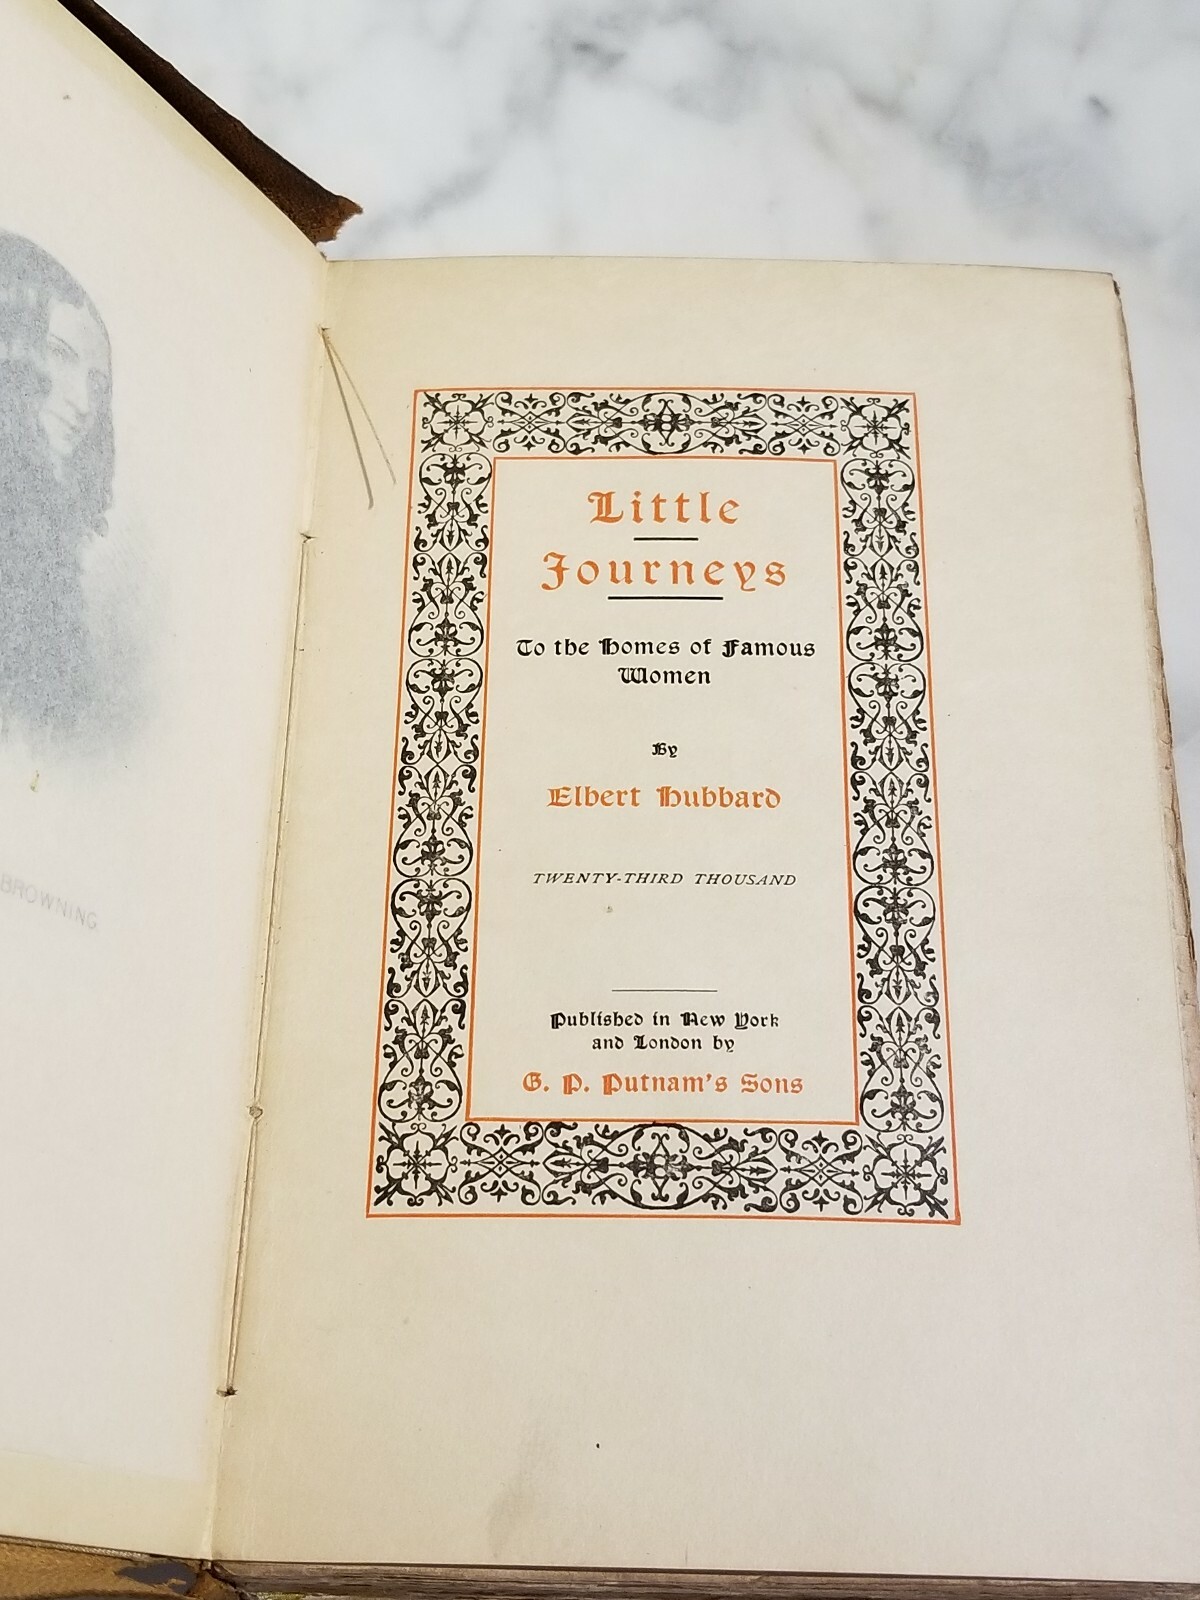 BROWNING
Little
Journeys
To the Homes of Famous
Women
By
Elbert Hubbard
TWENTY-THIRD THOUSAND
Published in New York
and London by
G. P. Putnam's Sons